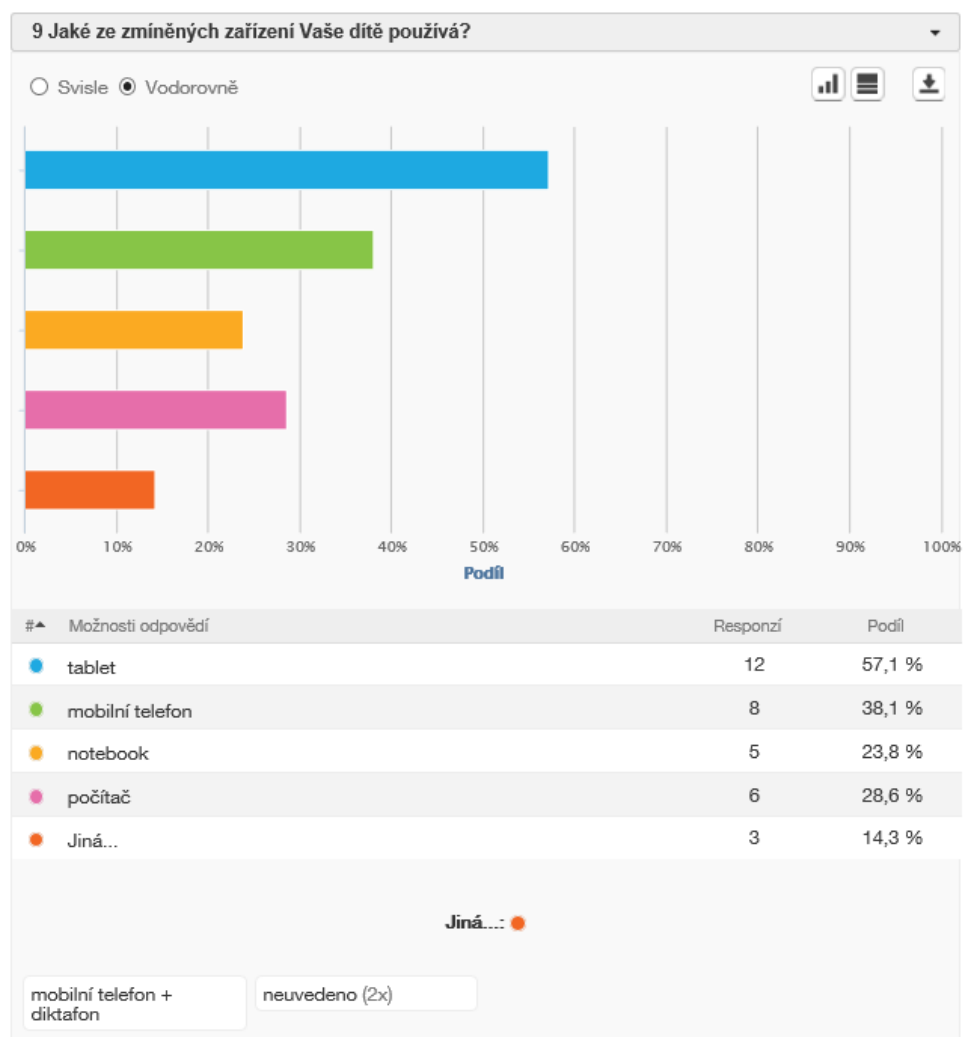 9 Jaké ze zmíněných zařízení Vaše dítě používá?
Svisle Vodorovně
0% 10% 20% 30% 40% 50% 60% 70% 80% 90% 100%
Podíl
# Možnosti odpovědí Responzí Podíl
tablet 12 57,1 %
mobilní telefon 8 38,1 %
notebook 5 23,8 %
počítač 6 28,6 %
Jiná... 3 14,3 %
Jiná...:
mobilní telefon +
diktafon
neuvedeno (2x)